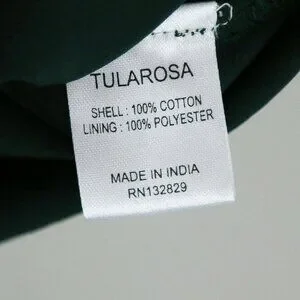 TULAROSA
SHELL : 100% COTTON
LINING : 100% POLYESTER
MADE IN INDIA
RN132829